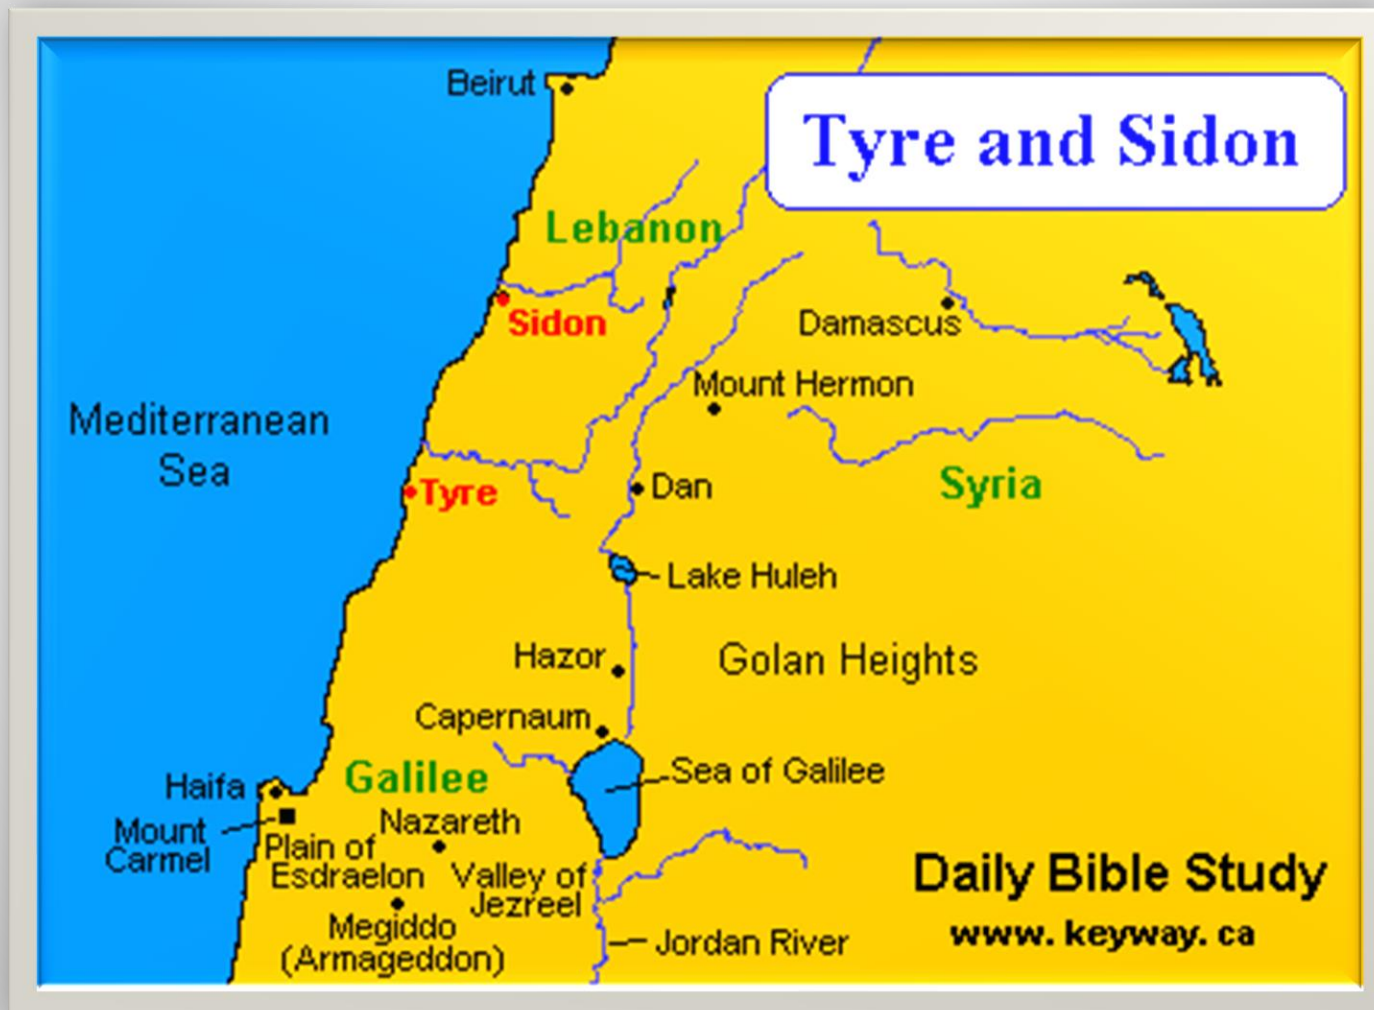 Beirut
Tyre and Sidon
Lebanon
Sidon
Damascus
Mount Hermon
Mediterranean
Sea
Syria
Tyre
Dan
Lake Huleh
Hazor
Golan Heights
Capernaum
Sea of Galilee
Galilee
Haifa
Mount
Carmel
Nazareth
Plain of
Esdraelon
Valley of
Jezreel
Megiddo
(Armageddon)
Jordan River
Daily Bible Study
www.keyway.ca